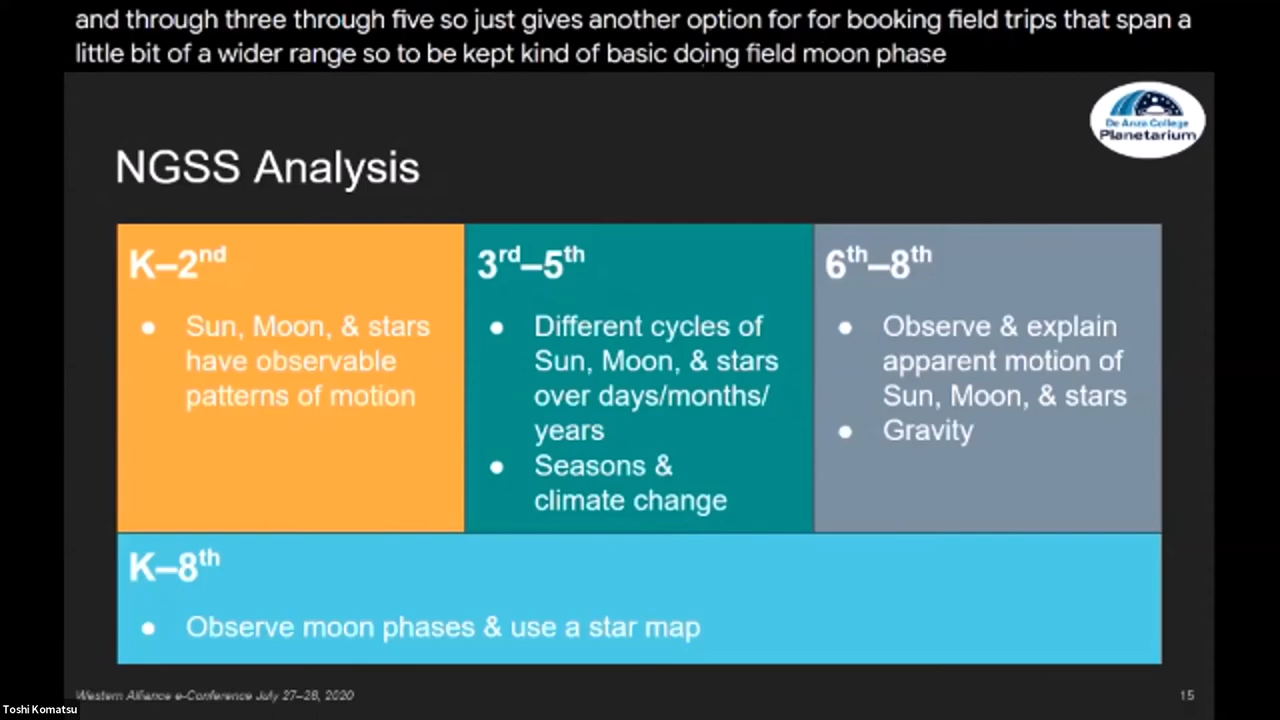 and through three through five so just gives another option for for booking field trips that span a
little bit of a wider range so to be kept kind of basic doing field moon phase
De Anza College
Planetarium
NGSS Analysis
K–2nd
● Sun, Moon, & stars
have observable
patterns of motion
3rd–5th
● Different cycles of
Sun, Moon, & stars
over days/months/
years
● Seasons &
climate change
6th–8th
● Observe & explain
apparent motion of
Sun, Moon, & stars
● Gravity
K–8th
● Observe moon phases & use a star map
Western Alliance e-Conference July 27–28, 2020
15
Toshi Komatsu